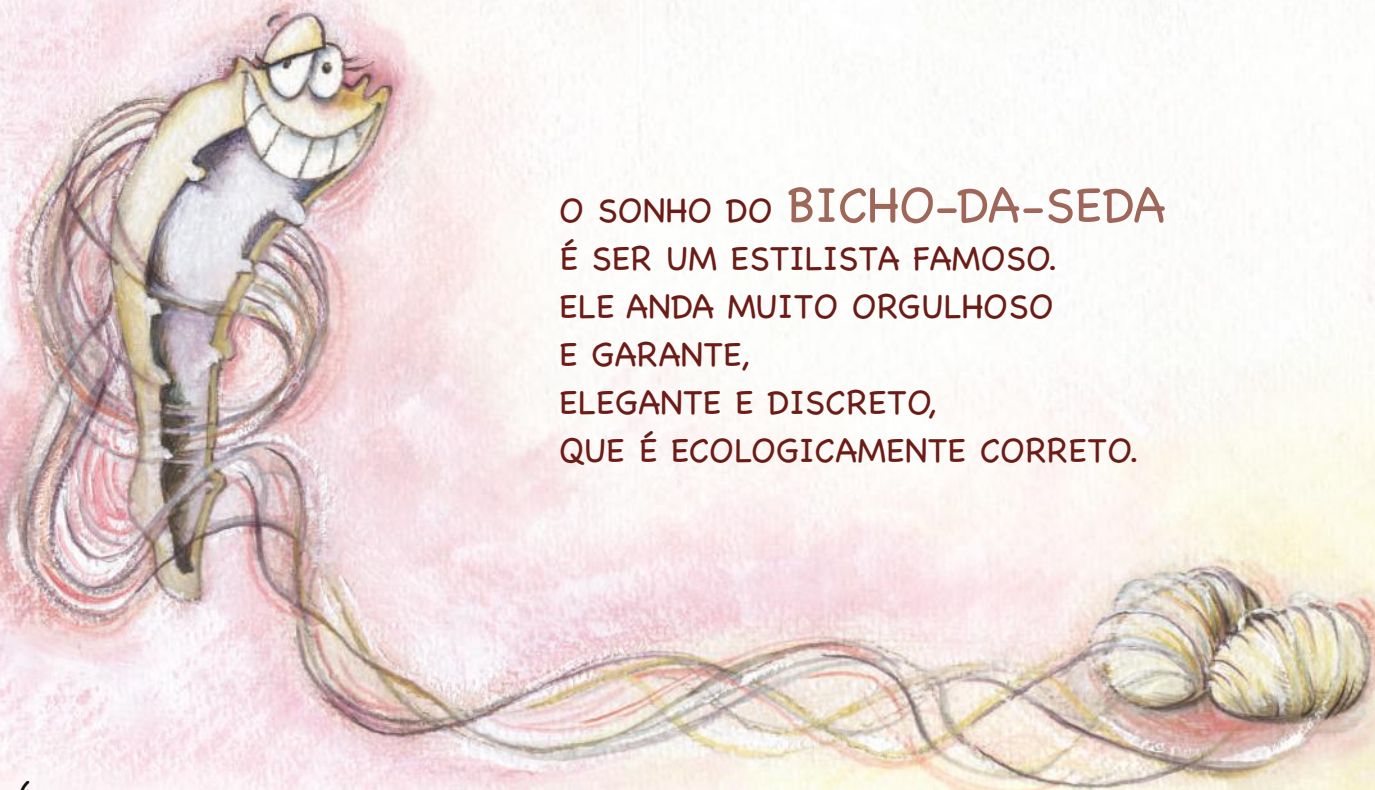 O SONHO DO BICHO-DA-SEDA
É SER UM ESTILISTA FAMOSO.
ELE ANDA MUITO ORGULHOSO
E GARANTE,
ELEGANTE E DISCRETO,
QUE É ECOLOGICAMENTE CORRETO.